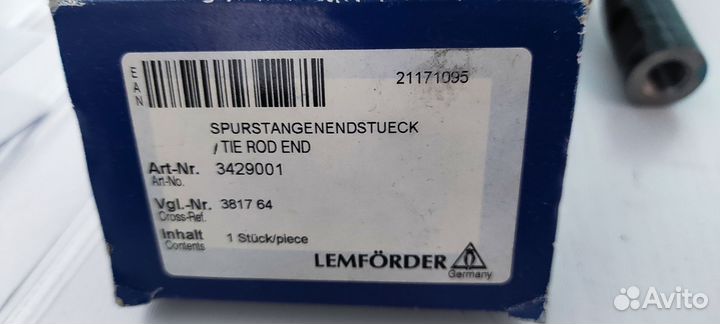 EAN
21171095
SPURSTANGENENDSTUECK
/TIE ROD END
Art-Nr. 3429001
Art-No.
Vgl.-Nr. 3817 64
Cross-Ref.
Inhalt 1 Stück/piece
Contents
LEMFÖRDER
Germany
Avito